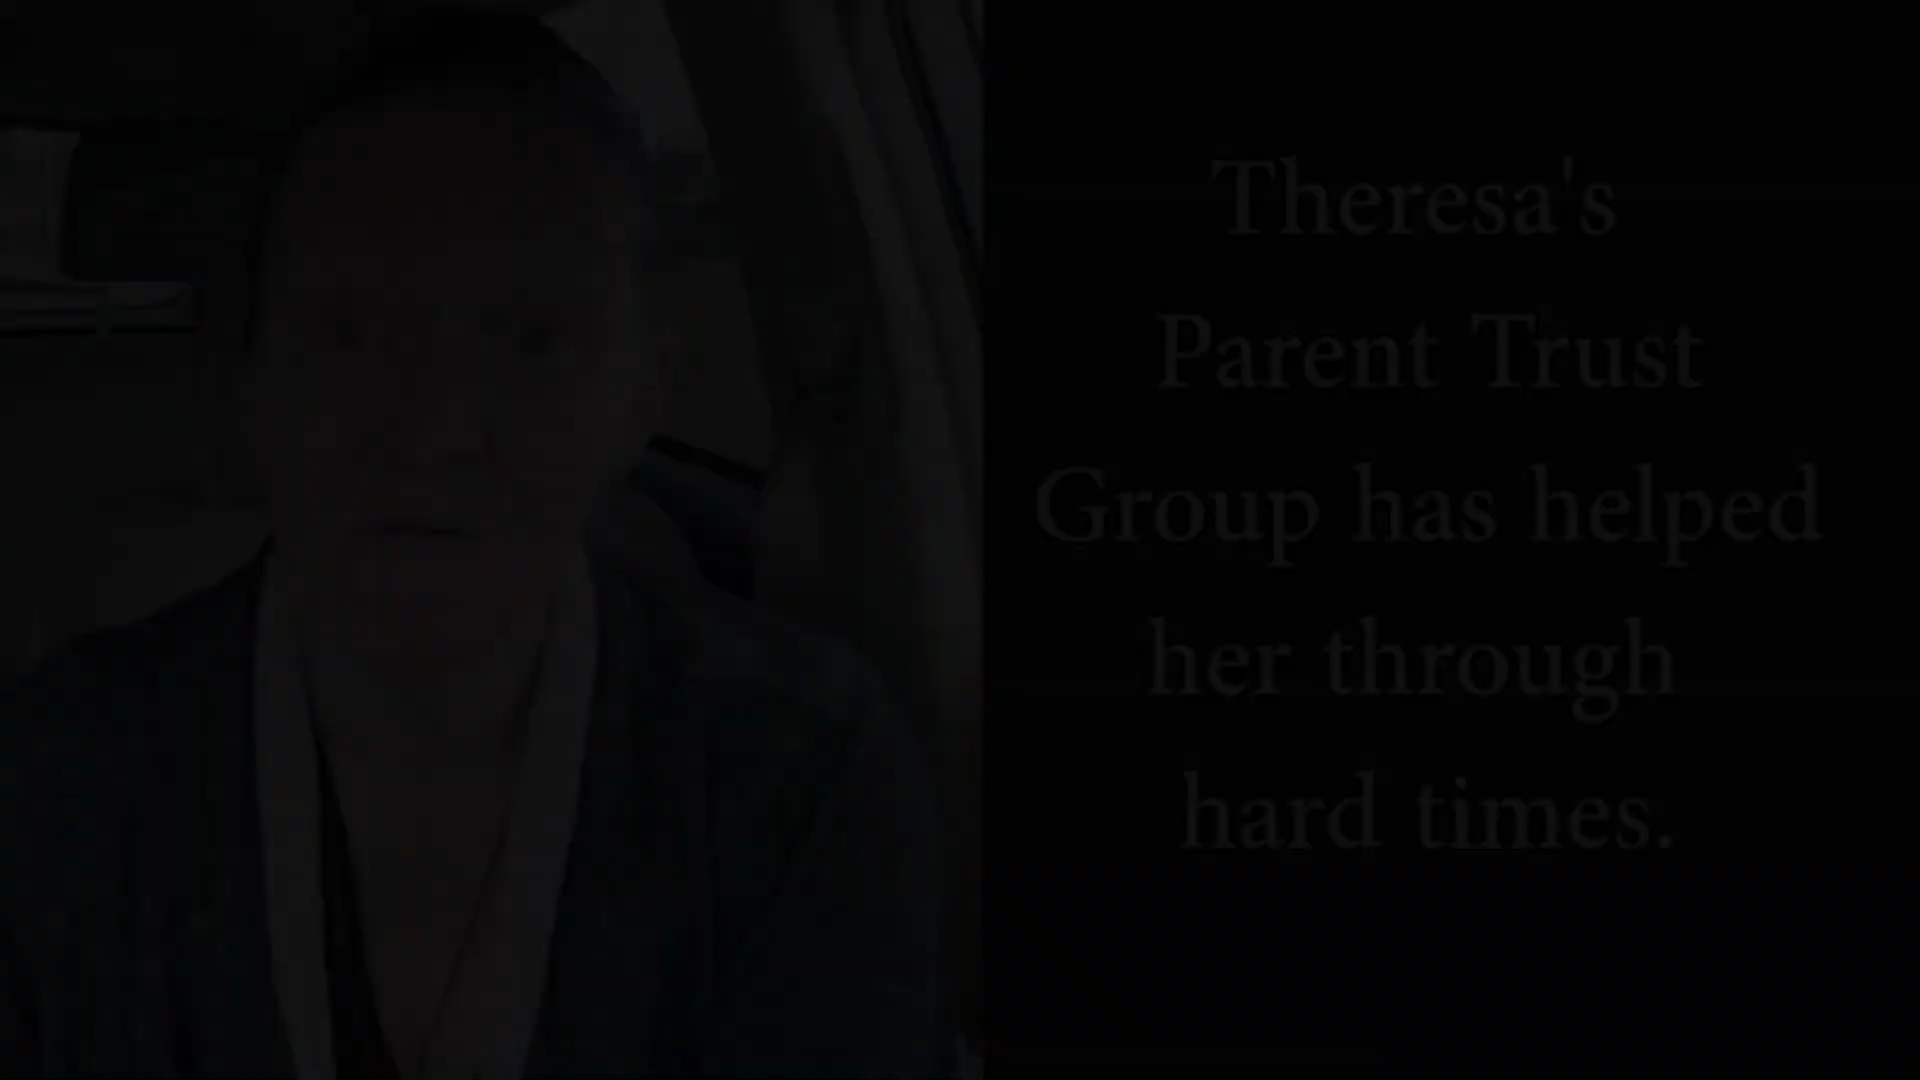 Theresa's
Parent Trust
Group has helped
her through
hard times.